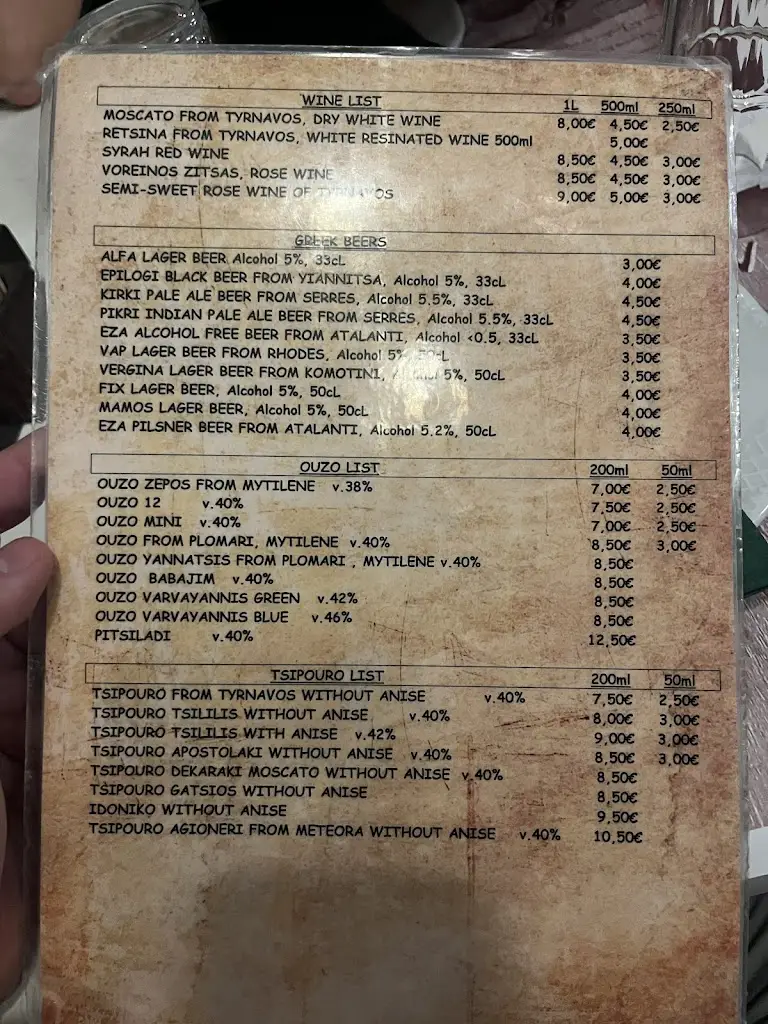 WINE LIST 1L 500ml 250ml
MOSCATO FROM TYRNAVOS, DRY WHITE WINE 8,00€ 4,50€ 2,50€
RETSINA FROM TYRNAVOS, WHITE RESINATED WINE 500ml 5,00€
SYRAH RED WINE 8,50€ 4,50€ 3,00€
VOREINOS ZITSAS, ROSE WINE 8,50€ 4,50€ 3,00€
SEMI-SWEET ROSE WINE OF TYRNAVOS 9,00€ 5,00€ 3,00€
GREEK BEERS
ALFA LAGER BEER Alcohol 5%, 33cL 3,00€
EPILOGI BLACK BEER FROM YIANNITSA, Alcohol 5%, 33cL 4,00€
KIRKI PALE ALE BEER FROM SERRES, Alcohol 5.5%, 33cL 4,50€
PIKRI INDIAN PALE ALE BEER FROM SERRES, Alcohol 5.5%, 33cL 4,50€
EZA ALCOHOL FREE BEER FROM ATALANTI, Alcohol <0.5, 33cL 3,50€
VAP LAGER BEER FROM RHODES, Alcohol 5% 3,50€
VERGINA LAGER BEER FROM KOMOTINI, Alcohol 5%, 50cL 3,50€
FIX LAGER BEER, Alcohol 5%, 50cL 4,00€
MAMOS LAGER BEER, Alcohol 5%, 50cL 4,00€
EZA PILSNER BEER FROM ATALANTI, Alcohol 5.2%, 50cL 4,00€
OUZO LIST 200ml 50ml
OUZO ZEPOS FROM MYTILENE v.38% 7,00€ 2,50€
OUZO 12 v.40% 7,50€ 2,50€
OUZO MINI v.40% 7,00€ 2,50€
OUZO FROM PLOMARI, MYTILENE v.40% 8,50€ 3,00€
OUZO YANNATSIS FROM PLOMARI , MYTILENE v.40% 8,50€
OUZO BABAJIM v.40% 8,50€
OUZO VARVAYANNIS GREEN v.42% 8,50€
OUZO VARVAYANNIS BLUE v.46% 8,50€
PITSILADI v.40% 12,50€
TSIPOURO LIST 200ml 50ml
TSIPOURO FROM TYRNAVOS WITHOUT ANISE v.40% 7,50€ 2,50€
TSIPOURO TSILILIS WITHOUT ANISE v.40% 8,00€ 3,00€
TSIPOURO TSILILIS WITH ANISE v.42% 9,00€ 3,00€
TSIPOURO APOSTOLAKI WITHOUT ANISE v.40% 8,50€ 3,00€
TSIPOURO DEKARAKI MOSCATO WITHOUT ANISE v.40% 8,50€
TSIPOURO GATSIOS WITHOUT ANISE 8,50€
IDONIKO WITHOUT ANISE 9,50€
TSIPOURO AGIONERI FROM METEORA WITHOUT ANISE v.40% 10,50€